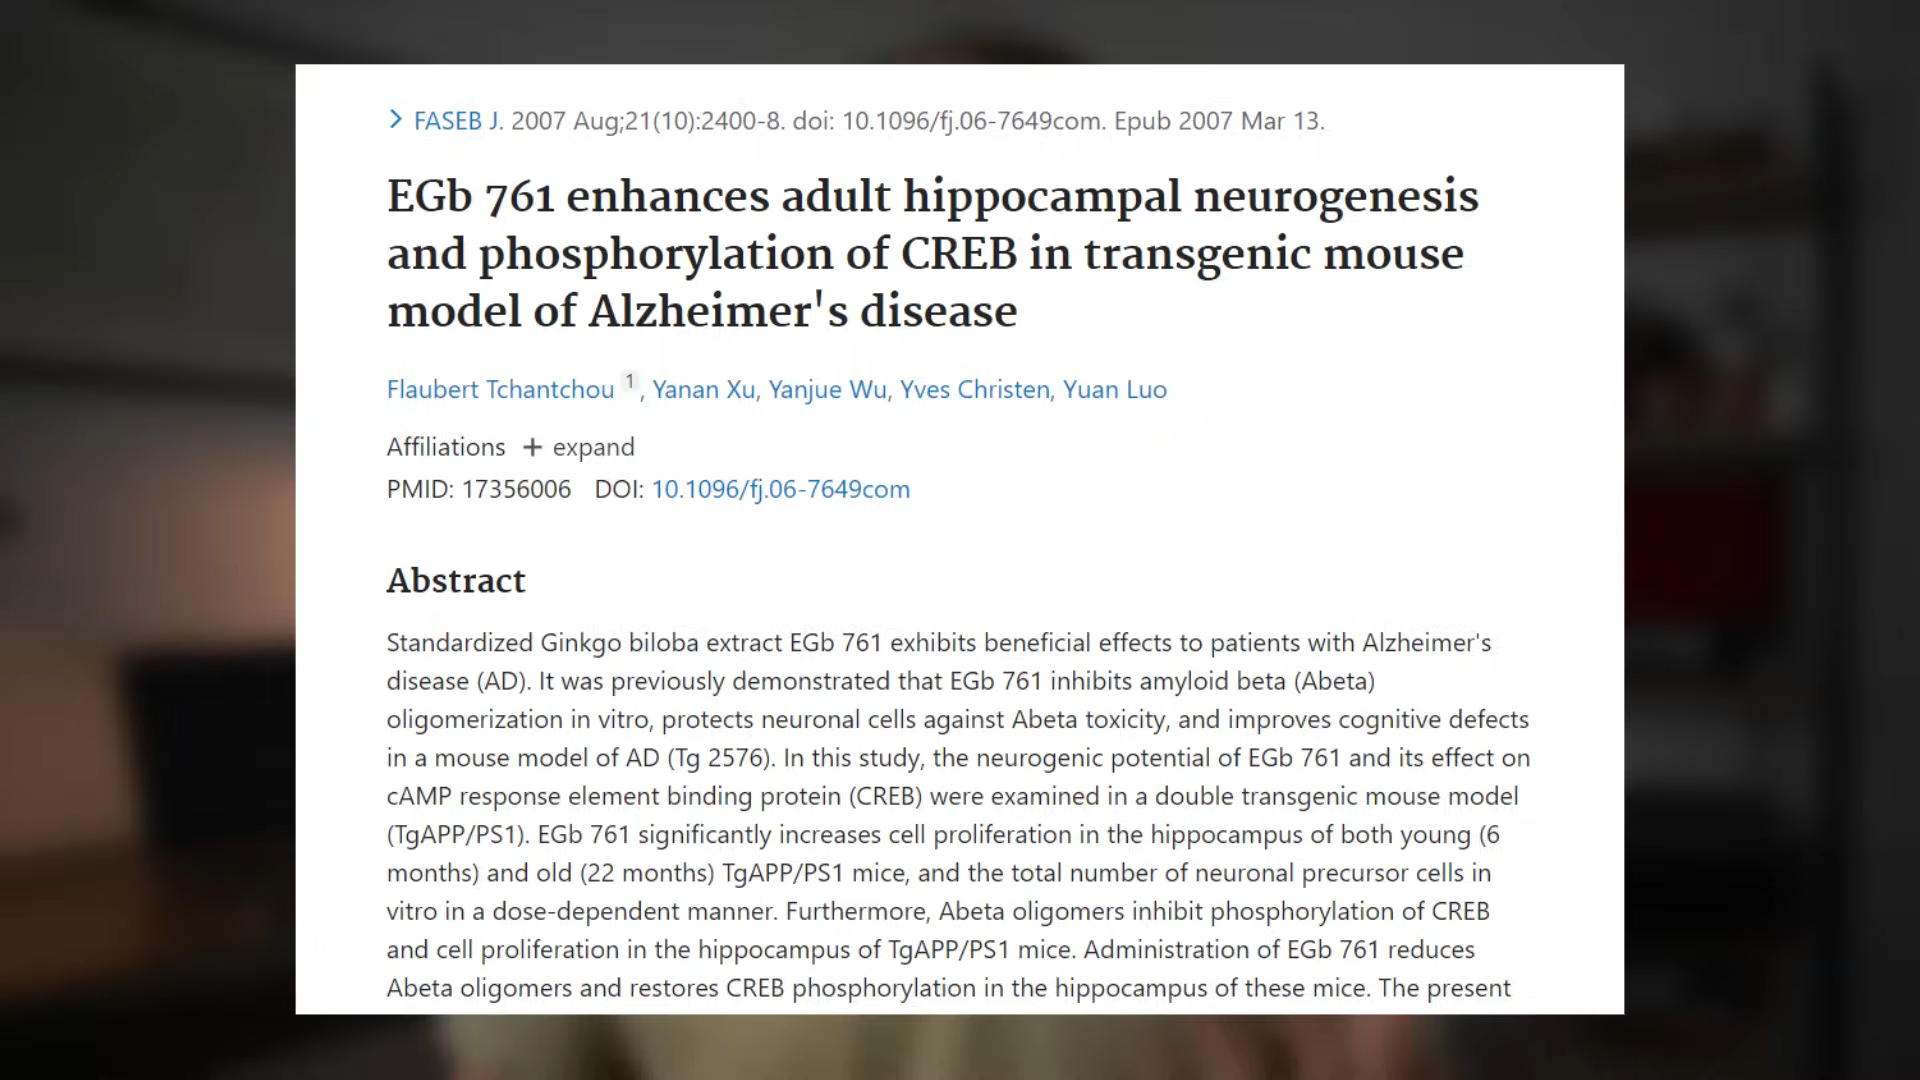 FASEB J. 2007 Aug;21(10):2400-8. doi: 10.1096/fj.06-7649com. Epub 2007 Mar 13.
EGb 761 enhances adult hippocampal neurogenesis
and phosphorylation of CREB in transgenic mouse
model of Alzheimer's disease
Flaubert Tchantchou 1, Yanan Xu, Yanjue Wu, Yves Christen, Yuan Luo
Affiliations + expand
PMID: 17356006 DOI: 10.1096/fj.06-7649com
Abstract
Standardized Ginkgo biloba extract EGb 761 exhibits beneficial effects to patients with Alzheimer's
disease (AD). It was previously demonstrated that EGb 761 inhibits amyloid beta (Abeta)
oligomerization in vitro, protects neuronal cells against Abeta toxicity, and improves cognitive defects
in a mouse model of AD (Tg 2576). In this study, the neurogenic potential of EGb 761 and its effect on
cAMP response element binding protein (CREB) were examined in a double transgenic mouse model
(TgAPP/PS1). EGb 761 significantly increases cell proliferation in the hippocampus of both young (6
months) and old (22 months) TgAPP/PS1 mice, and the total number of neuronal precursor cells in
vitro in a dose-dependent manner. Furthermore, Abeta oligomers inhibit phosphorylation of CREB
and cell proliferation in the hippocampus of TgAPP/PS1 mice. Administration of EGb 761 reduces
Abeta oligomers and restores CREB phosphorylation in the hippocampus of these mice. The present